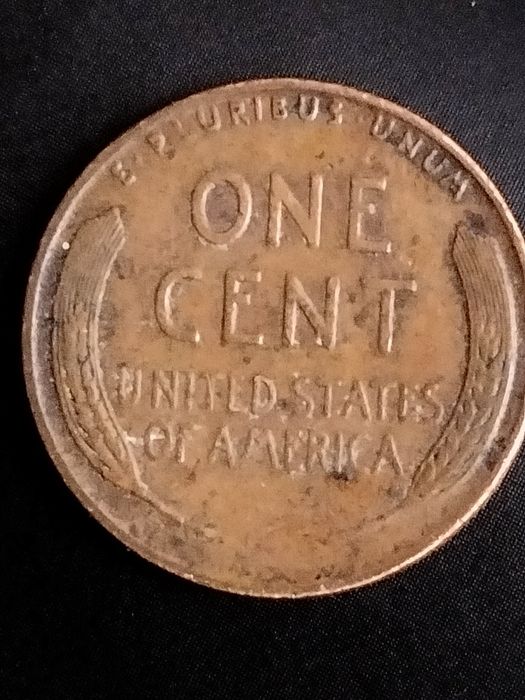 E·PLURIBUS·UNUM
ONE
CENT
UNITED·STATES
OF AMERICA